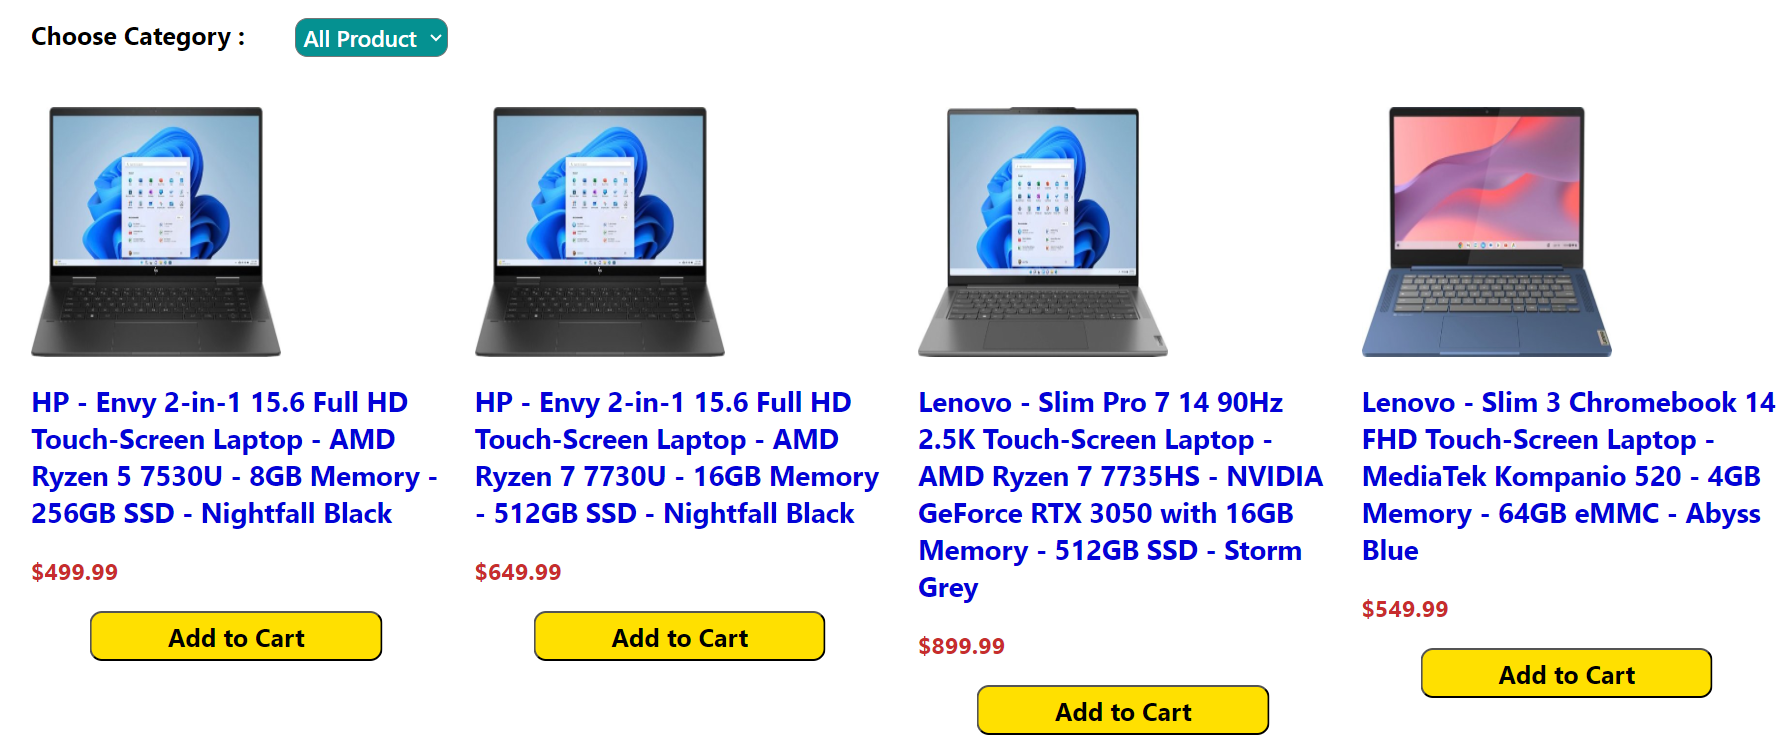 Choose Category :
All Product
HP - Envy 2-in-1 15.6 Full HD
Touch-Screen Laptop - AMD
Ryzen 5 7530U - 8GB Memory -
256GB SSD - Nightfall Black
$499.99
Add to Cart
HP - Envy 2-in-1 15.6 Full HD
Touch-Screen Laptop - AMD
Ryzen 7 7730U - 16GB Memory
- 512GB SSD - Nightfall Black
$649.99
Add to Cart
Lenovo - Slim Pro 7 14 90Hz
2.5K Touch-Screen Laptop -
AMD Ryzen 7 7735HS - NVIDIA
GeForce RTX 3050 with 16GB
Memory - 512GB SSD - Storm
Grey
$899.99
Add to Cart
Lenovo - Slim 3 Chromebook 14
FHD Touch-Screen Laptop -
MediaTek Kompanio 520 - 4GB
Memory - 64GB eMMC - Abyss
Blue
$549.99
Add to Cart